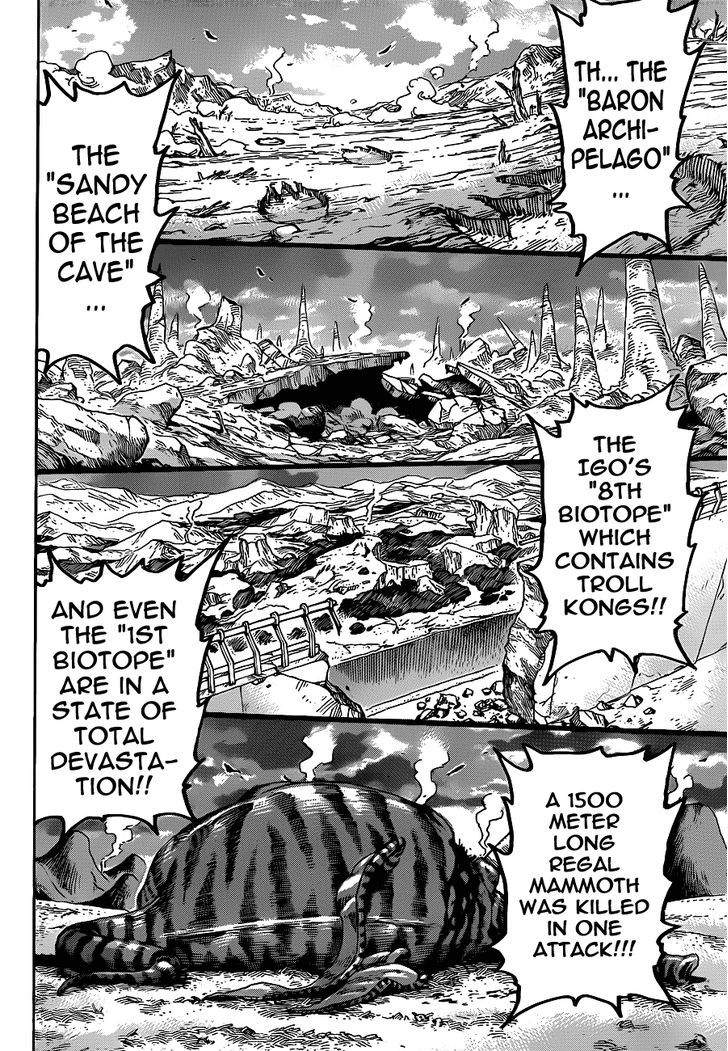 TH... THE
"BARON
ARCHI-
PELAGO"
...
THE
"SANDY
BEACH
OF THE
CAVE"
...
THE
IGO'S
"8TH
BIOTOPE"
WHICH
CONTAINS
TROLL
KONGS!!
AND EVEN
THE "1ST
BIOTOPE"
ARE IN A
STATE OF
TOTAL
DEVASTA-
TION!!
A 1500
METER
LONG
REGAL
MAMMOTH
WAS KILLED
IN ONE
ATTACK!!!